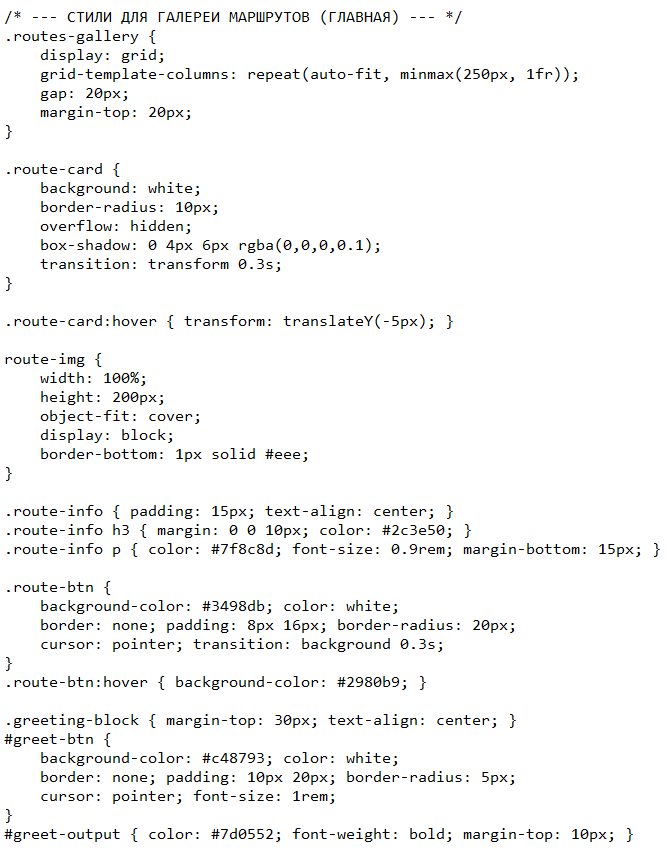 /* --- СТИЛИ ДЛЯ ГАЛЕРЕИ МАРШРУТОВ (ГЛАВНАЯ) --- */
.routes-gallery {
    display: grid;
    grid-template-columns: repeat(auto-fit, minmax(250px, 1fr));
    gap: 20px;
    margin-top: 20px;
}

.route-card {
    background: white;
    border-radius: 10px;
    overflow: hidden;
    box-shadow: 0 4px 6px rgba(0,0,0,0.1);
    transition: transform 0.3s;
}

.route-card:hover { transform: translateY(-5px); }

route-img {
    width: 100%;
    height: 200px;
    object-fit: cover;
    display: block;
    border-bottom: 1px solid #eee;
}

.route-info { padding: 15px; text-align: center; }
.route-info h3 { margin: 0 0 10px; color: #2c3e50; }
.route-info p { color: #7f8c8d; font-size: 0.9rem; margin-bottom: 15px; }

.route-btn {
    background-color: #3498db; color: white;
    border: none; padding: 8px 16px; border-radius: 20px;
    cursor: pointer; transition: background 0.3s;
}
.route-btn:hover { background-color: #2980b9; }

.greeting-block { margin-top: 30px; text-align: center; }
#greet-btn {
    background-color: #c48793; color: white;
    border: none; padding: 10px 20px; border-radius: 5px;
    cursor: pointer; font-size: 1rem;
}
#greet-output { color: #7d0552; font-weight: bold; margin-top: 10px; }